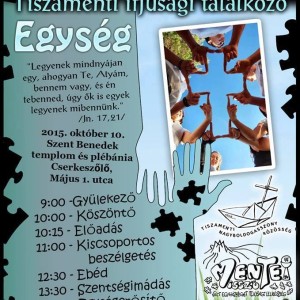 Tiszamenti ifjúsági találkozó
Egység
"Legyenek mindnyájan
egy, ahogyan Te, Atyám,
bennem vagy, és én
tebenned, úgy ők is egyek
legyenek mibennünk."
/Jn. 17,21/
2015. október 10.
Szent Benedek
templom és plébánia
Cserkeszőlő,
Május 1. utca
9:00 -Gyülekező
10:00 - Köszöntő
10:15 - Előadás
11:00 - Kiscsoportos
beszélgetés
12:30 - Ebéd
13:30 - Szentségimádás
TISZAMENTI
NAGYBOLDOGASSZONY
KÖZÖSSÉG
MENTE